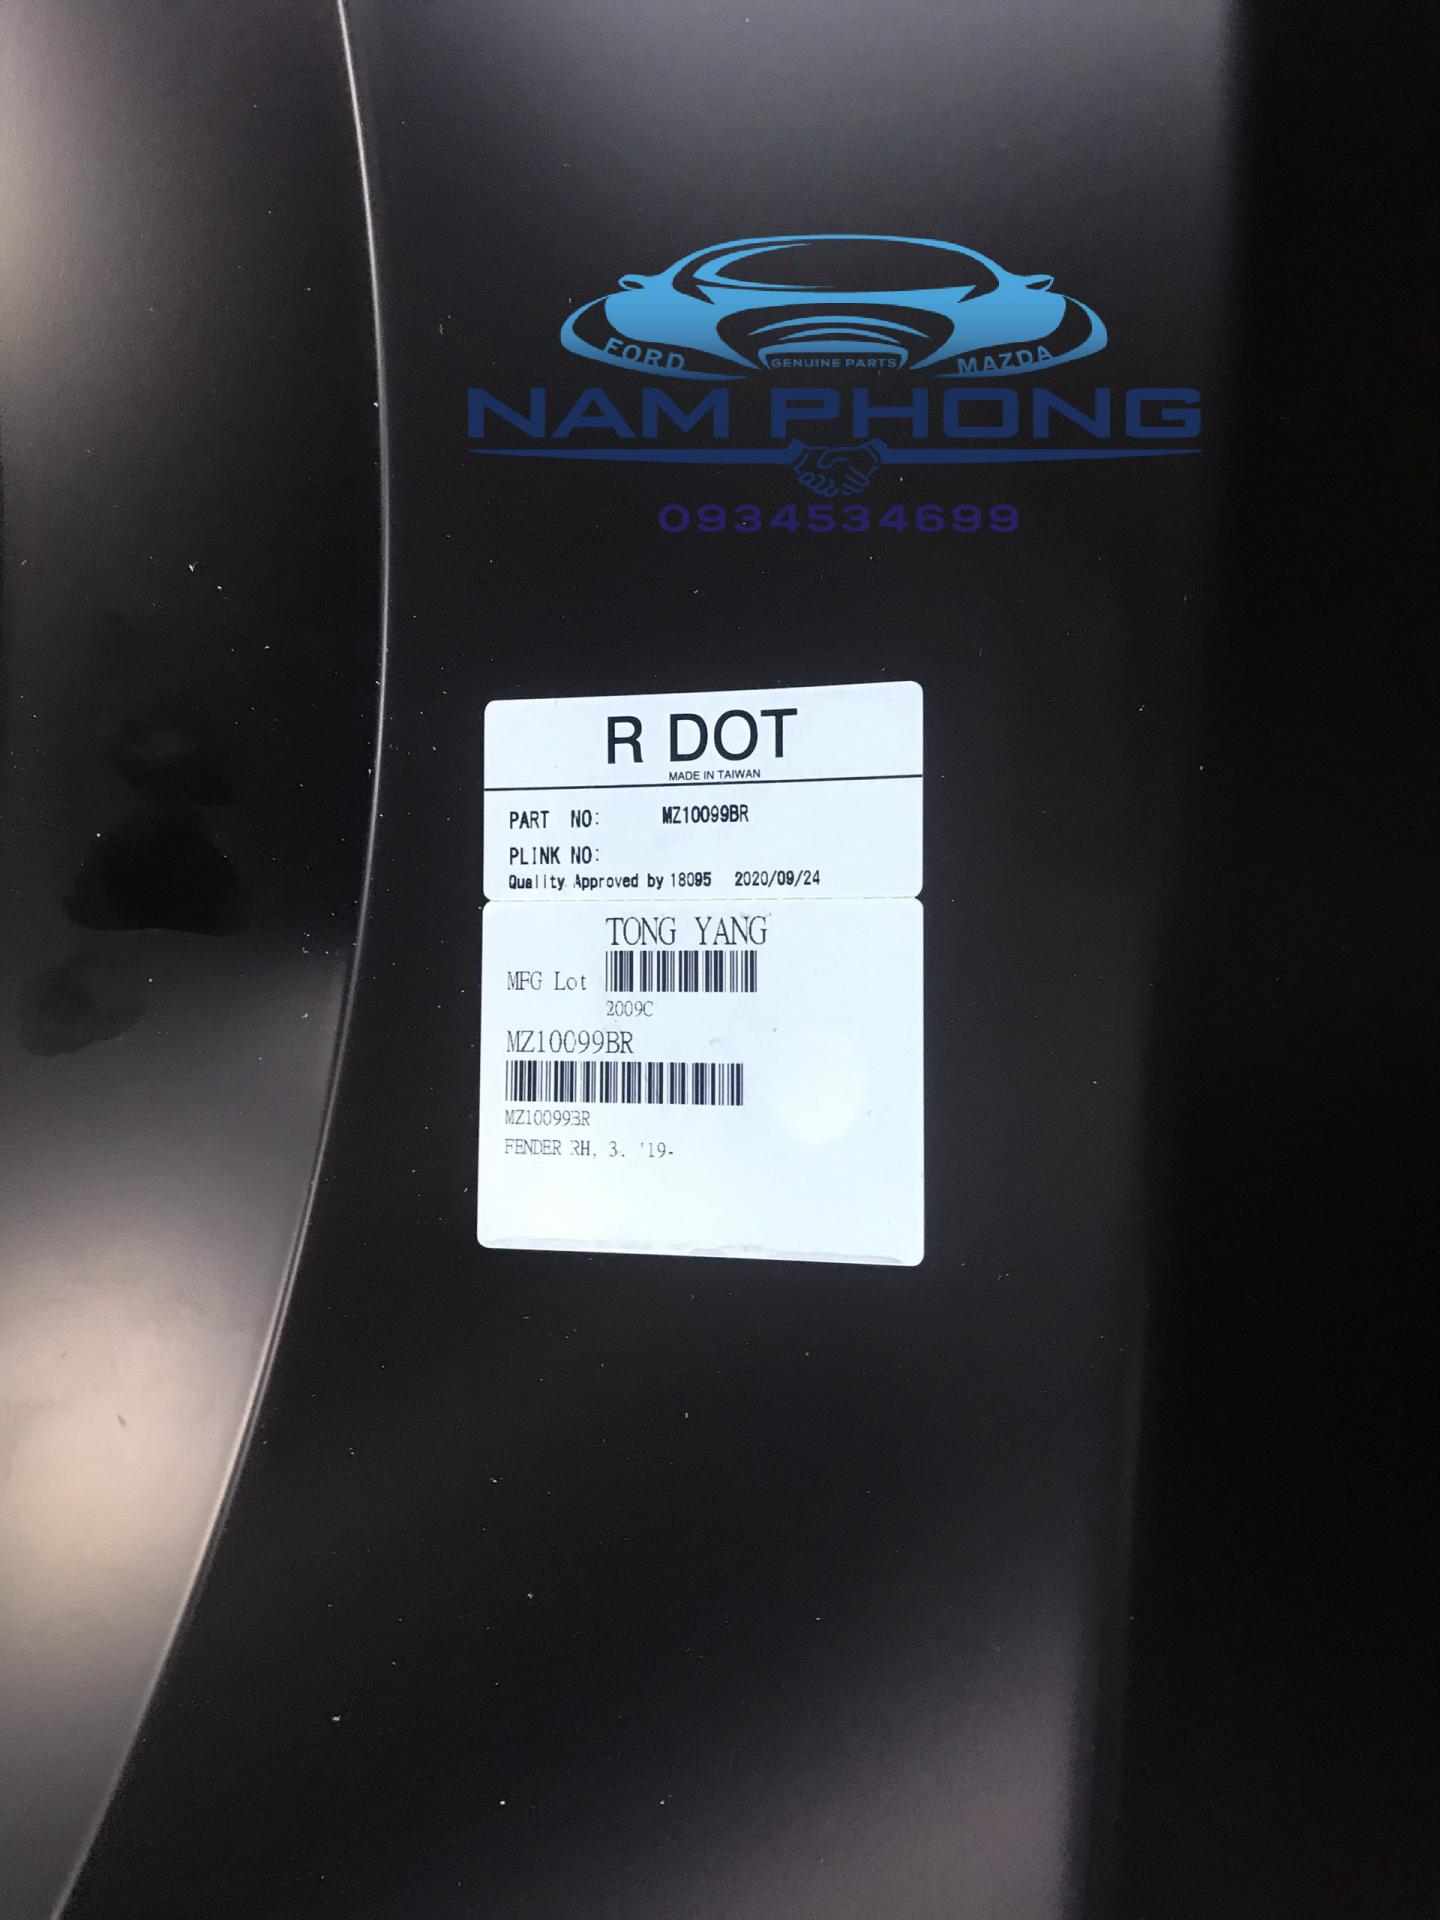 FORD
GENUINE PARTS
MAZDA
NAM PHONG
0934534699
R DOT
MADE IN TAIWAN
PART NO: MZ10099BR
PLINK NO:
Quality Approved by 18095 2020/09/24
TONG YANG
MFG Lot
2009C
MZ10099BR
MZ10099BR
FENDER RH, 3. '19-